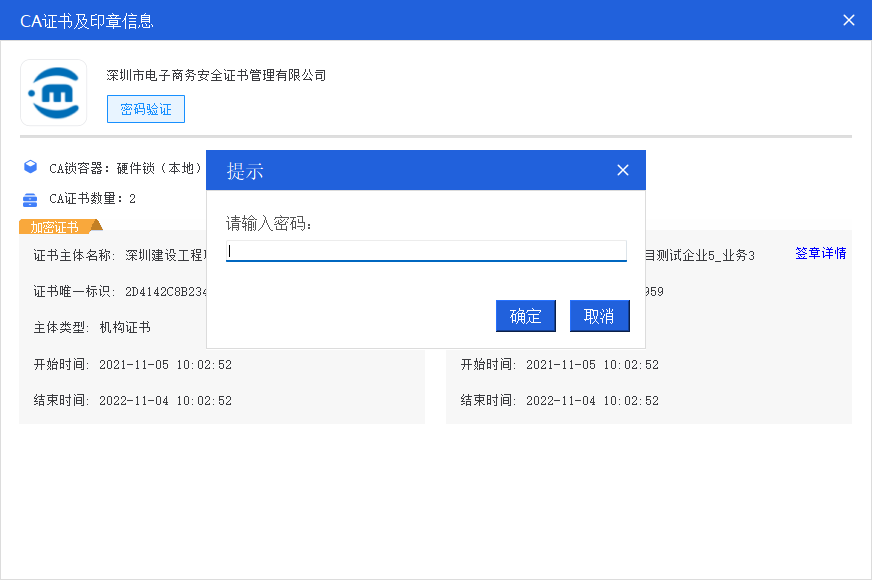 CA证书及印章信息
深圳市电子商务安全证书管理有限公司
密码验证
CA锁容器：硬件锁（本地）
CA证书数量：2
提示
请输入密码：
确定
取消
加密证书
证书主体名称: 深圳建设工程
目测试企业5_业务3
签章详情
证书唯一标识: 2D4142C8B234
959
主体类型: 机构证书
开始时间: 2021-11-05 10:02:52
开始时间: 2021-11-05 10:02:52
结束时间: 2022-11-04 10:02:52
结束时间: 2022-11-04 10:02:52